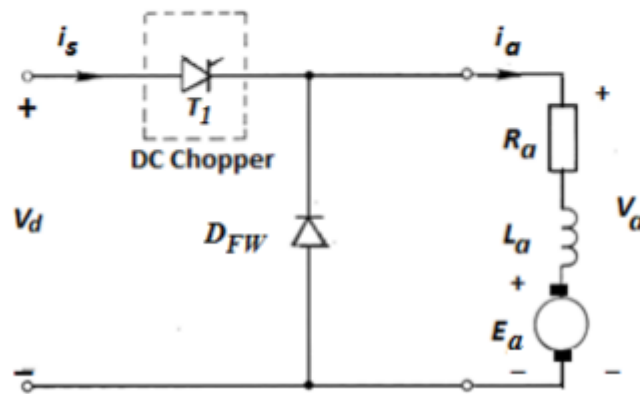 i_s
i_a
+
T_1
+
DC Chopper
R_a
V_d
D_FW
L_a
V_a
+
E_a
−
−
−